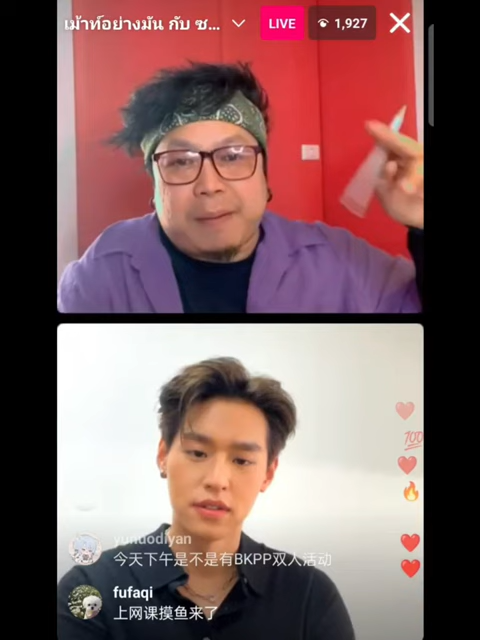 เม้าท์อย่างมัน กับ ซ...
LIVE
1,927
yunuodiyan
今天下午是不是有BKPP双人活动
fufaqi
上网课摸鱼来了